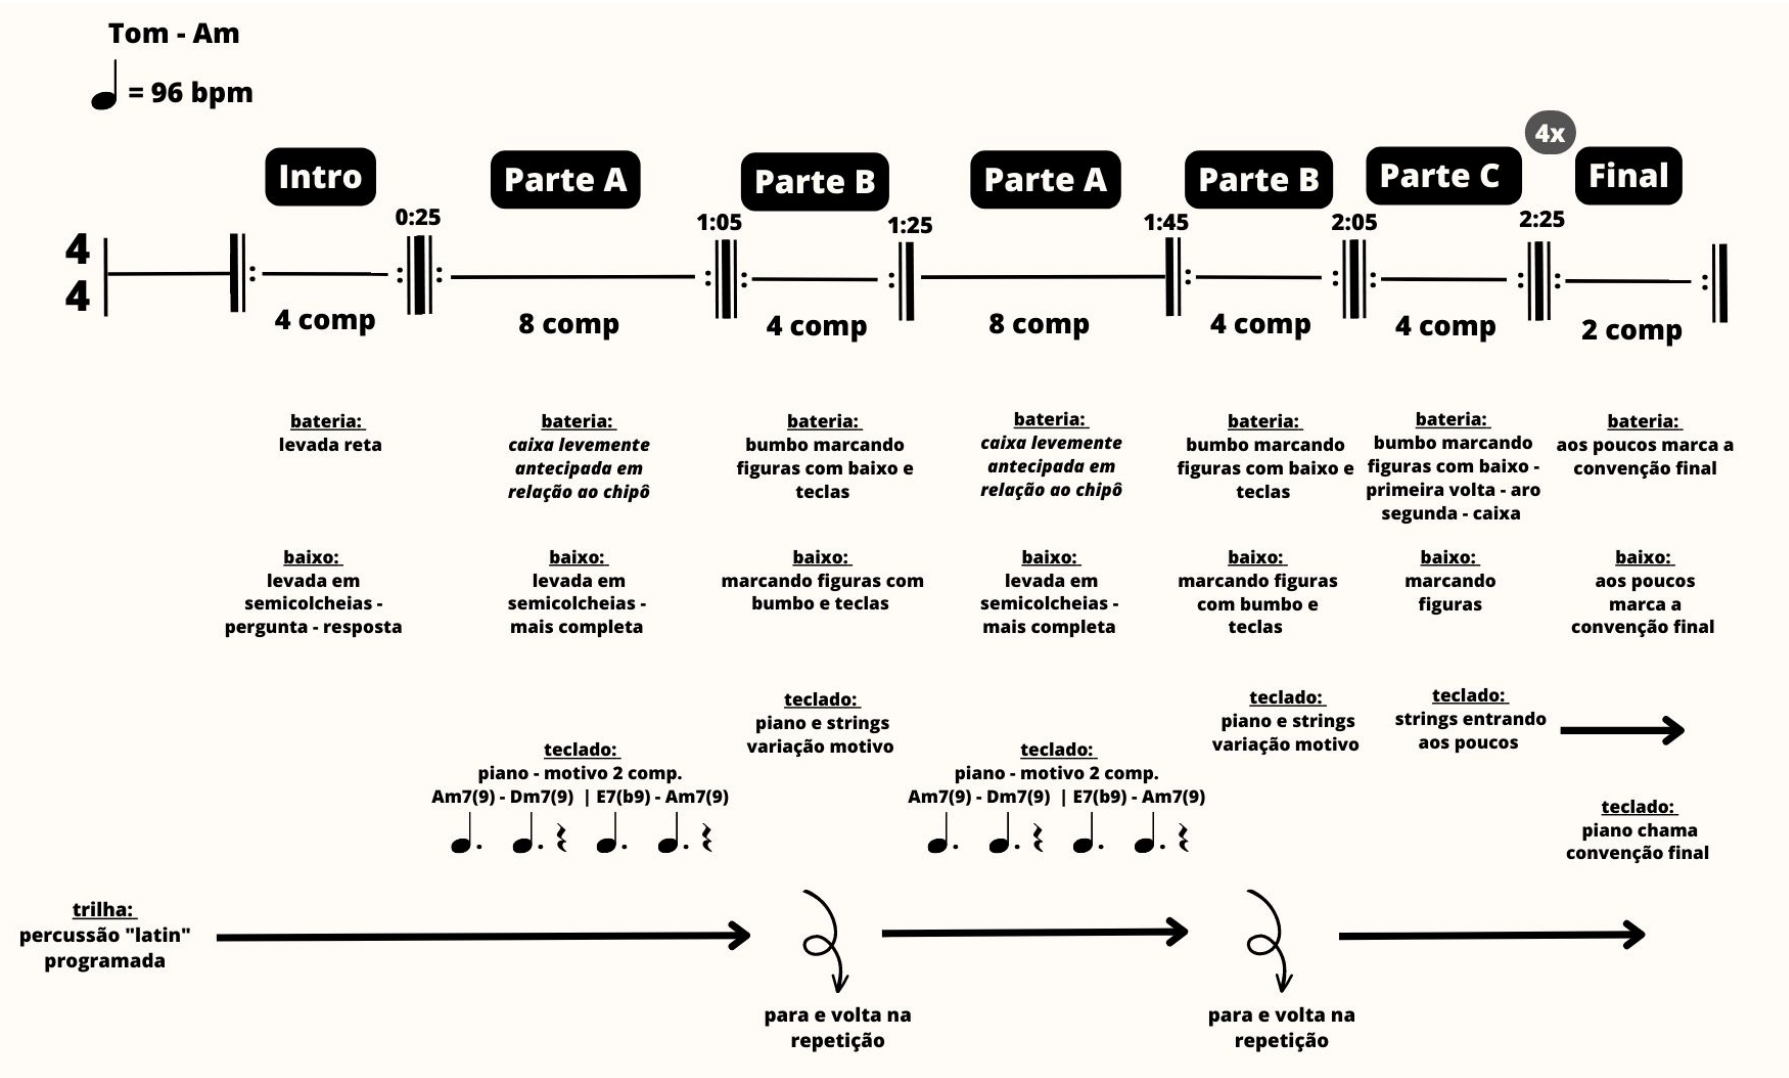 Tom - Am
= 96 bpm
4x
Intro
Parte A
Parte B
Parte A
Parte B
Parte C
Final
0:25
1:05
1:25
1:45
2:05
2:25
4
4
4 comp
8 comp
4 comp
8 comp
4 comp
4 comp
2 comp
bateria:
levada reta
bateria:
caixa levemente
antecipada em
relação ao chipô
bateria:
bumbo marcando
figuras com baixo e
teclas
bateria:
caixa levemente
antecipada em
relação ao chipô
bateria:
bumbo marcando
figuras com baixo e
teclas
bateria:
bumbo marcando
figuras com baixo -
primeira volta - aro
segunda - caixa
bateria:
aos poucos marca a
convenção final
baixo:
levada em
semicolcheias -
pergunta - resposta
baixo:
levada em
semicolcheias -
mais completa
baixo:
marcando figuras com
bumbo e teclas
baixo:
levada em
semicolcheias -
mais completa
baixo:
marcando figuras
com bumbo e
teclas
baixo:
marcando
figuras
baixo:
aos poucos
marca a
convenção final
teclado:
piano - motivo 2 comp.
Am7(9) - Dm7(9) | E7(b9) - Am7(9)
teclado:
piano e strings
variação motivo
teclado:
piano - motivo 2 comp.
Am7(9) - Dm7(9) | E7(b9) - Am7(9)
teclado:
piano e strings
variação motivo
teclado:
strings entrando
aos poucos
teclado:
piano chama
convenção final
trilha:
percussão "latin"
programada
para e volta na
repetição
para e volta na
repetição